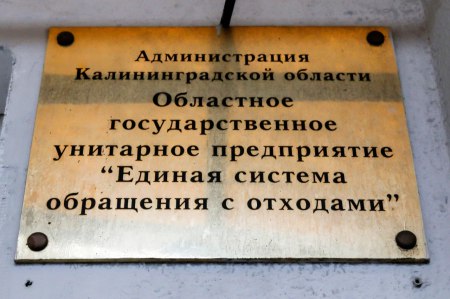 Администрация
Калининградской области
Областное
государственное
унитарное предприятие
“Единая система
обращения с отходами”